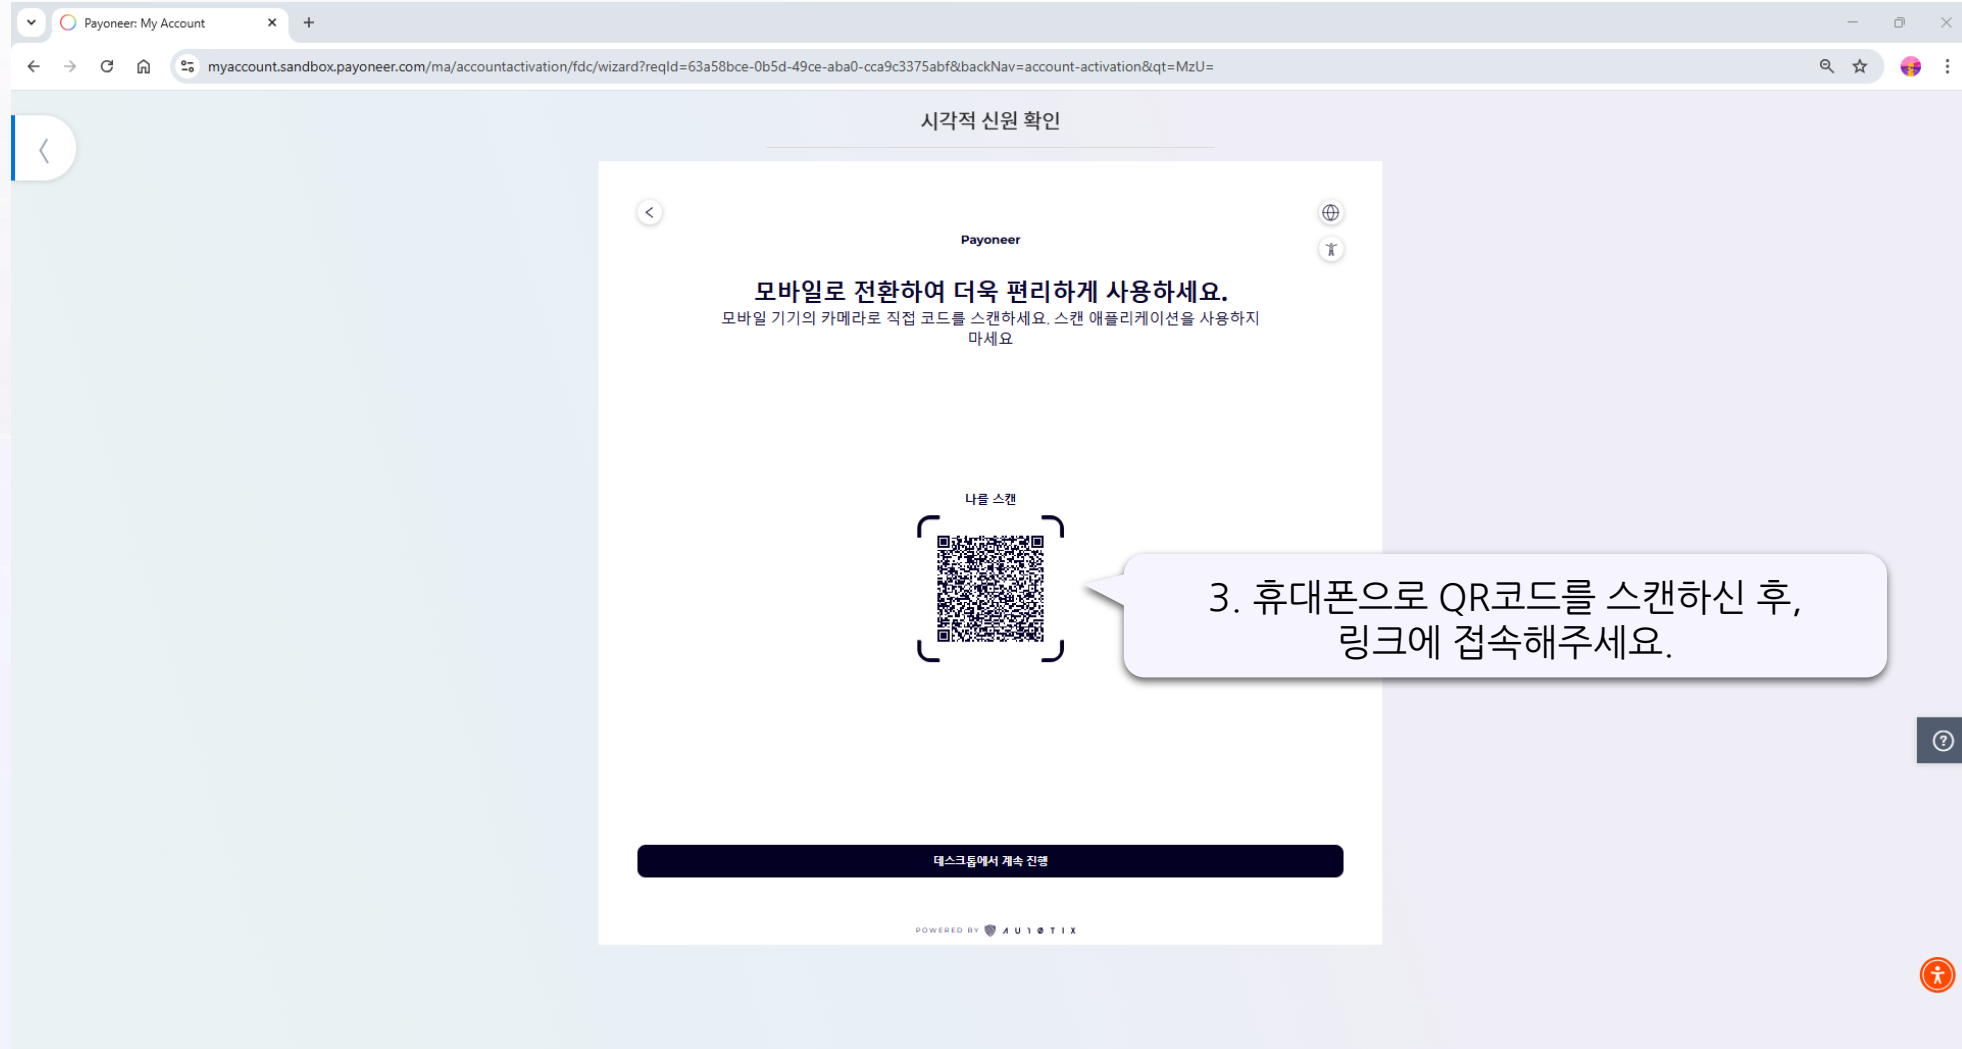 Payoneer: My Account
myaccount.sandbox.payoneer.com/ma/accountactivation/fdc/wizard?reqId=63a58bce-0b5d-49ce-aba0-cca9c3375abf&backNav=account-activation&qt=MzU=
시각적 신원 확인
Payoneer
모바일로 전환하여 더욱 편리하게 사용하세요.
모바일 기기의 카메라로 직접 코드를 스캔하세요. 스캔 애플리케이션을 사용하지
마세요
나를 스캔
3. 휴대폰으로 QR코드를 스캔하신 후,
링크에 접속해주세요.
데스크톱에서 계속 진행
POWERED BY AU10TIX